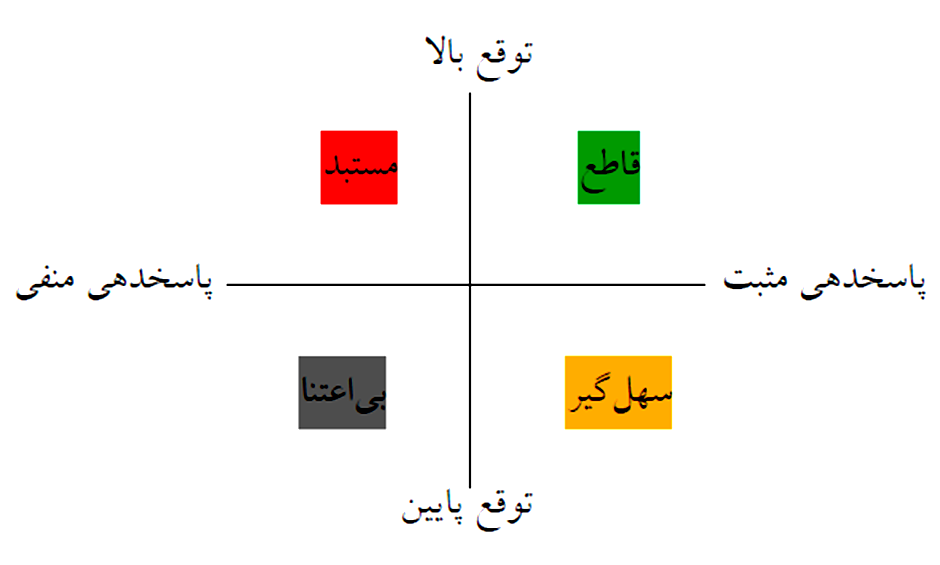 توقع بالا
قاطع
مستبد
پاسخدهی مثبت
پاسخدهی منفی
سهل‌گیر
بی‌اعتنا
توقع پایین